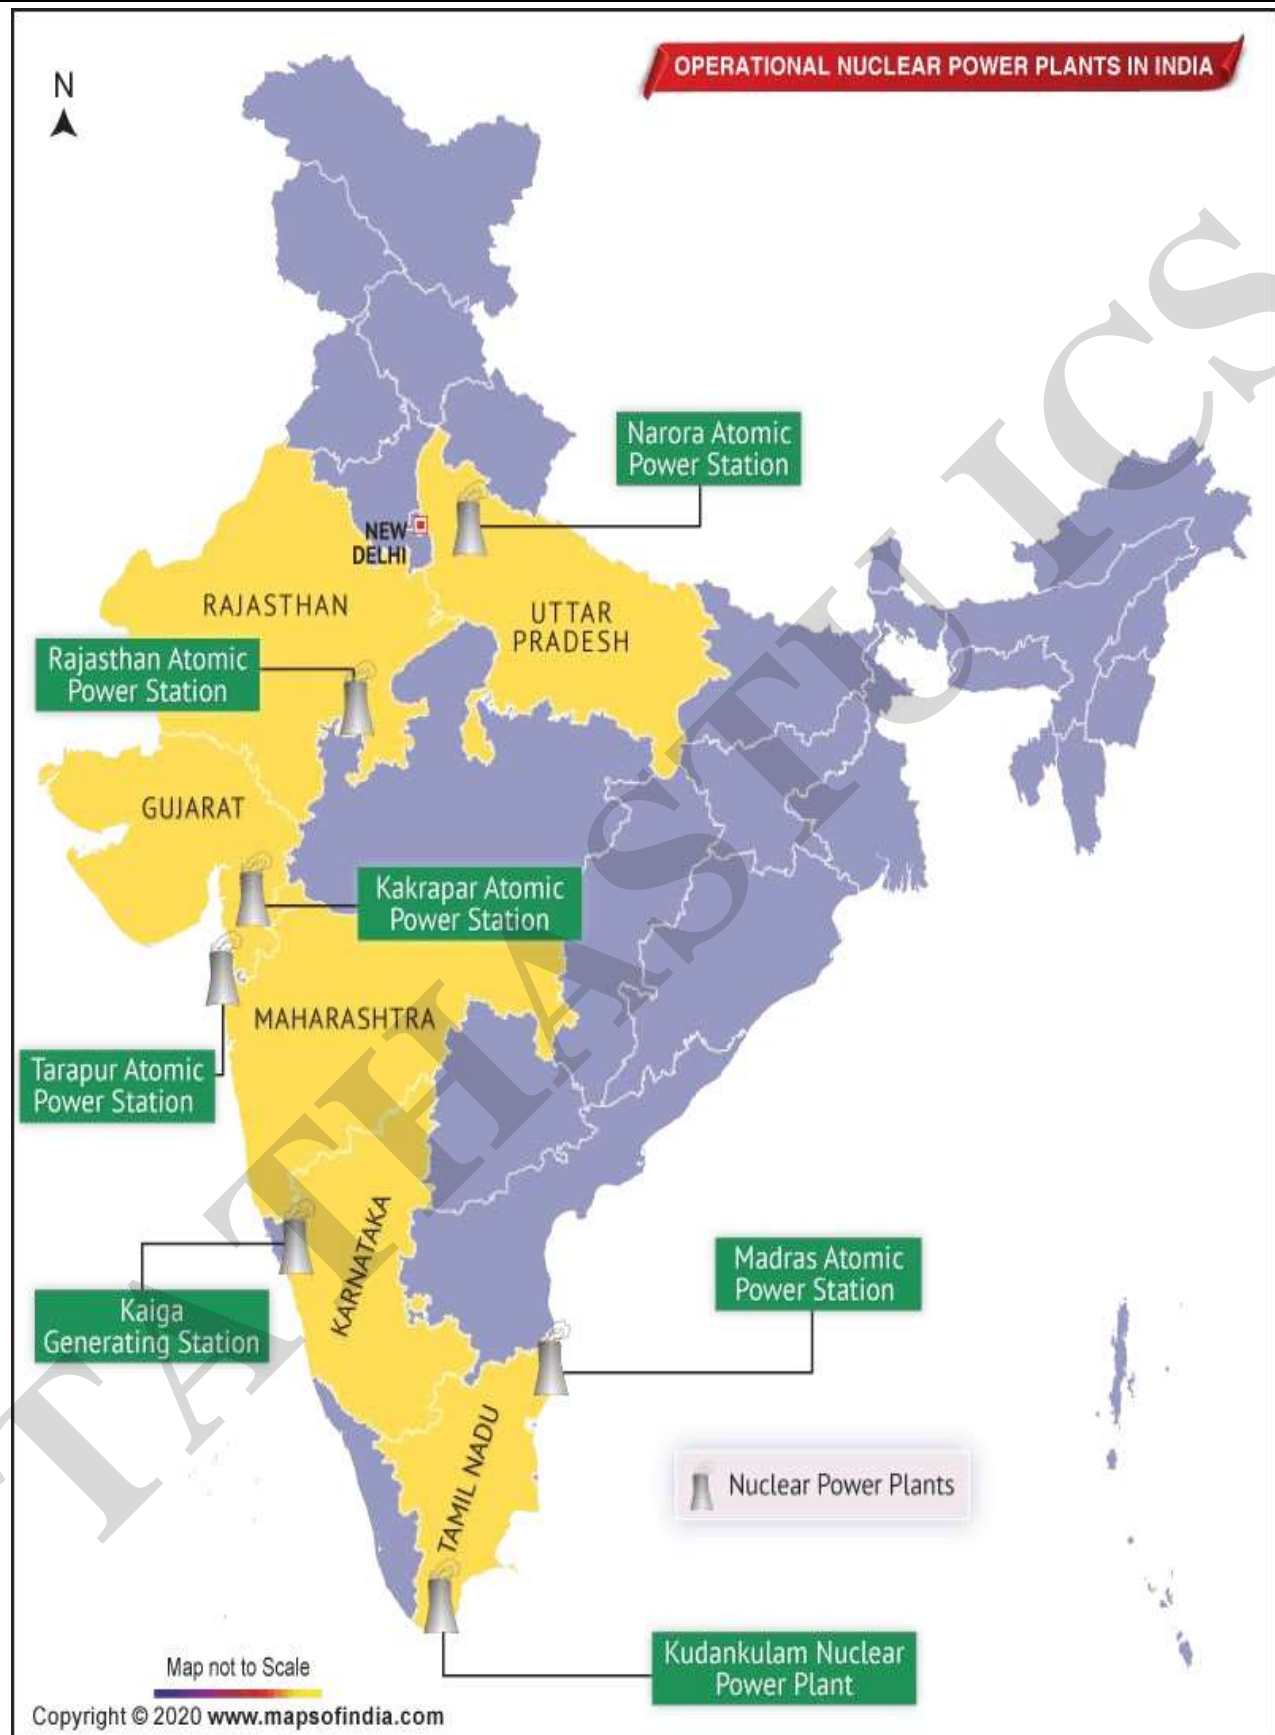 OPERATIONAL NUCLEAR POWER PLANTS IN INDIA
N
Narora Atomic
Power Station
NEW
DELHI
RAJASTHAN
UTTAR
PRADESH
Rajasthan Atomic
Power Station
GUJARAT
Kakrapar Atomic
Power Station
MAHARASHTRA
Tarapur Atomic
Power Station
KARNATAKA
Madras Atomic
Power Station
Kaiga
Generating Station
TAMIL NADU
Nuclear Power Plants
Kudankulam Nuclear
Power Plant
Map not to Scale
Copyright © 2020 www.mapsofindia.com
TATHASTU ICS